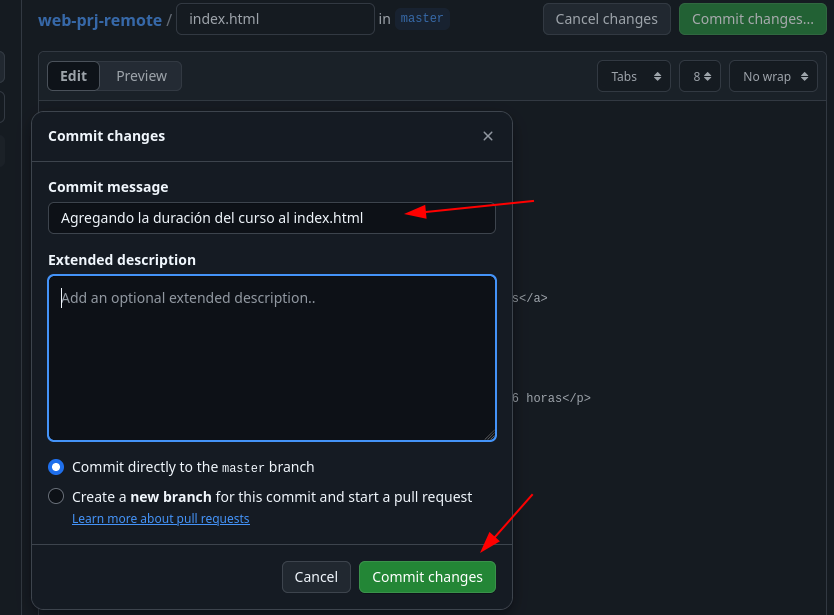 web-prj-remote / index.html in master Cancel changes Commit changes...
Edit Preview Tabs 8 No wrap
Commit changes
Commit message
Agregando la duración del curso al index.html
Extended description
Add an optional extended description..
s</a>
6 horas</p>
Commit directly to the master branch
Create a new branch for this commit and start a pull request
Learn more about pull requests
Cancel Commit changes